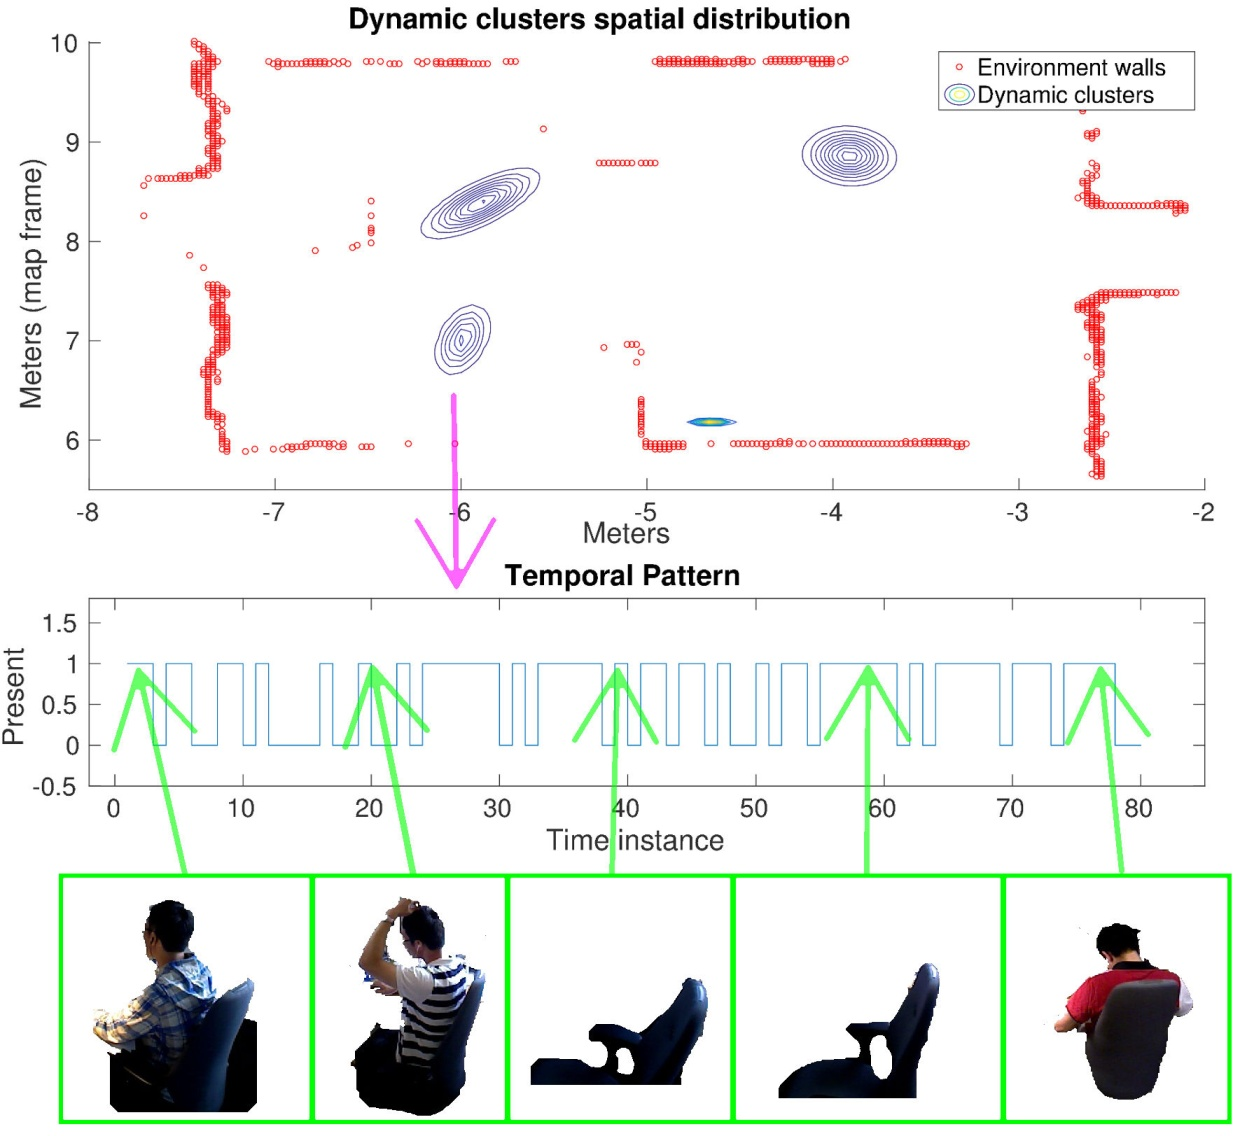 Dynamic clusters spatial distribution
10
9
8
7
6
Meters (map frame)
Environment walls
Dynamic clusters
-8 -7 -6 -5 -4 -3 -2
Meters
Temporal Pattern
1.5
1
0.5
0
-0.5
Present
0 10 20 30 40 50 60 70 80
Time instance